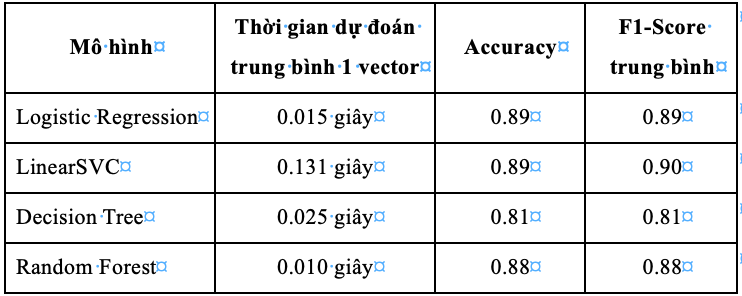 Mô hình
Thời gian dự đoán
trung bình 1 vector
Accuracy
F1-Score
trung bình
Logistic Regression
0.015 giây
0.89
0.89
LinearSVC
0.131 giây
0.89
0.90
Decision Tree
0.025 giây
0.81
0.81
Random Forest
0.010 giây
0.88
0.88